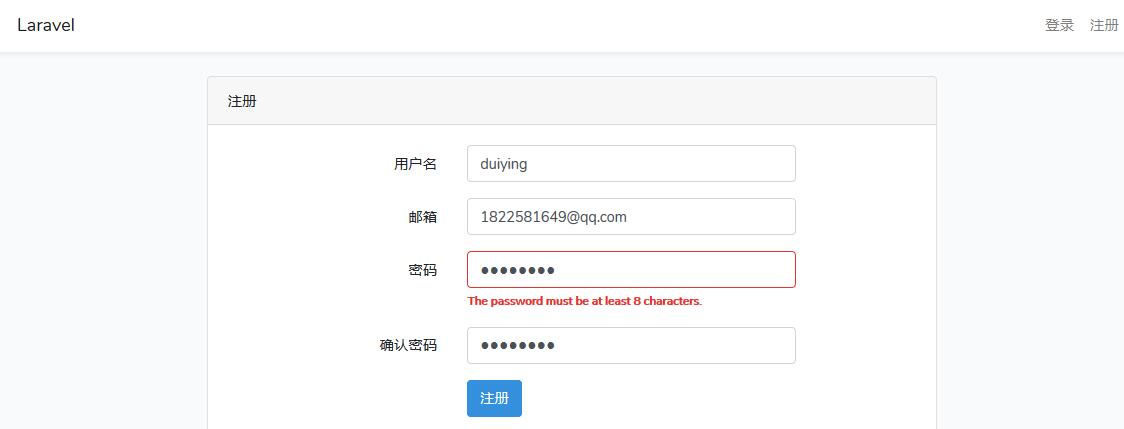 Laravel 登录 注册
注册
用户名 duiying
邮箱 1822581649@qq.com
密码 ●●●●●●●●
The password must be at least 8 characters.
确认密码 ●●●●●●●●
注册